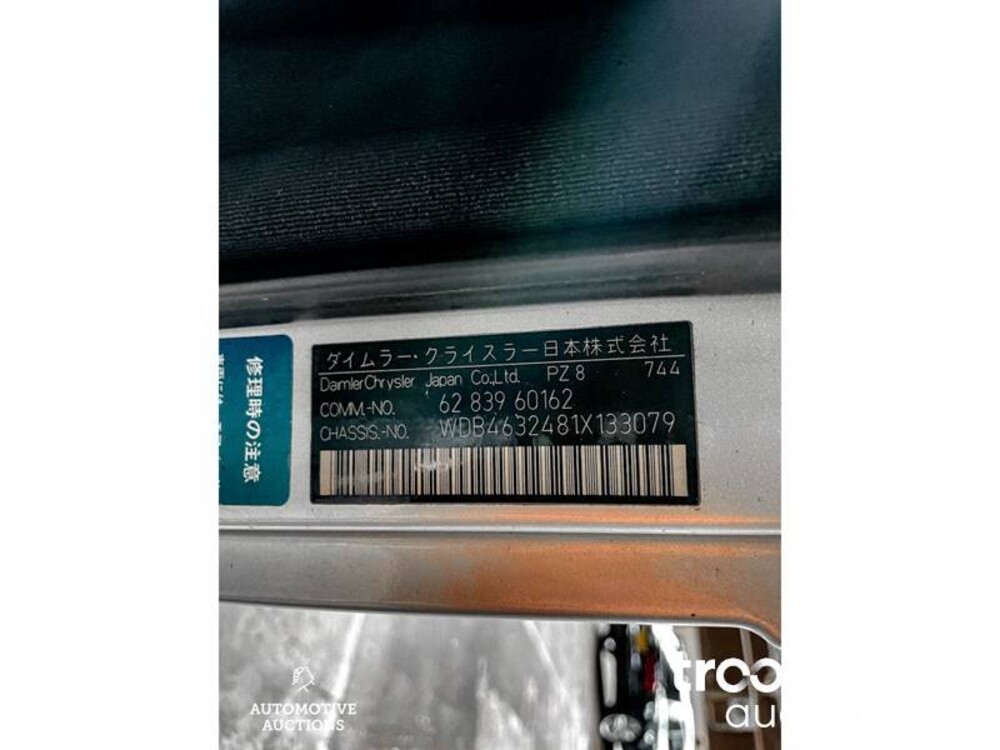 ダイムラー・クライスラー日本株式会社
DaimlerChrysler Japan Co.,Ltd. PZ8 744
COMM.-NO. 62 839 60162
CHASSIS.-NO. WDB4632481X133079
修理時の注意
AUTOMOTIVE
AUCTIONS
troo
au